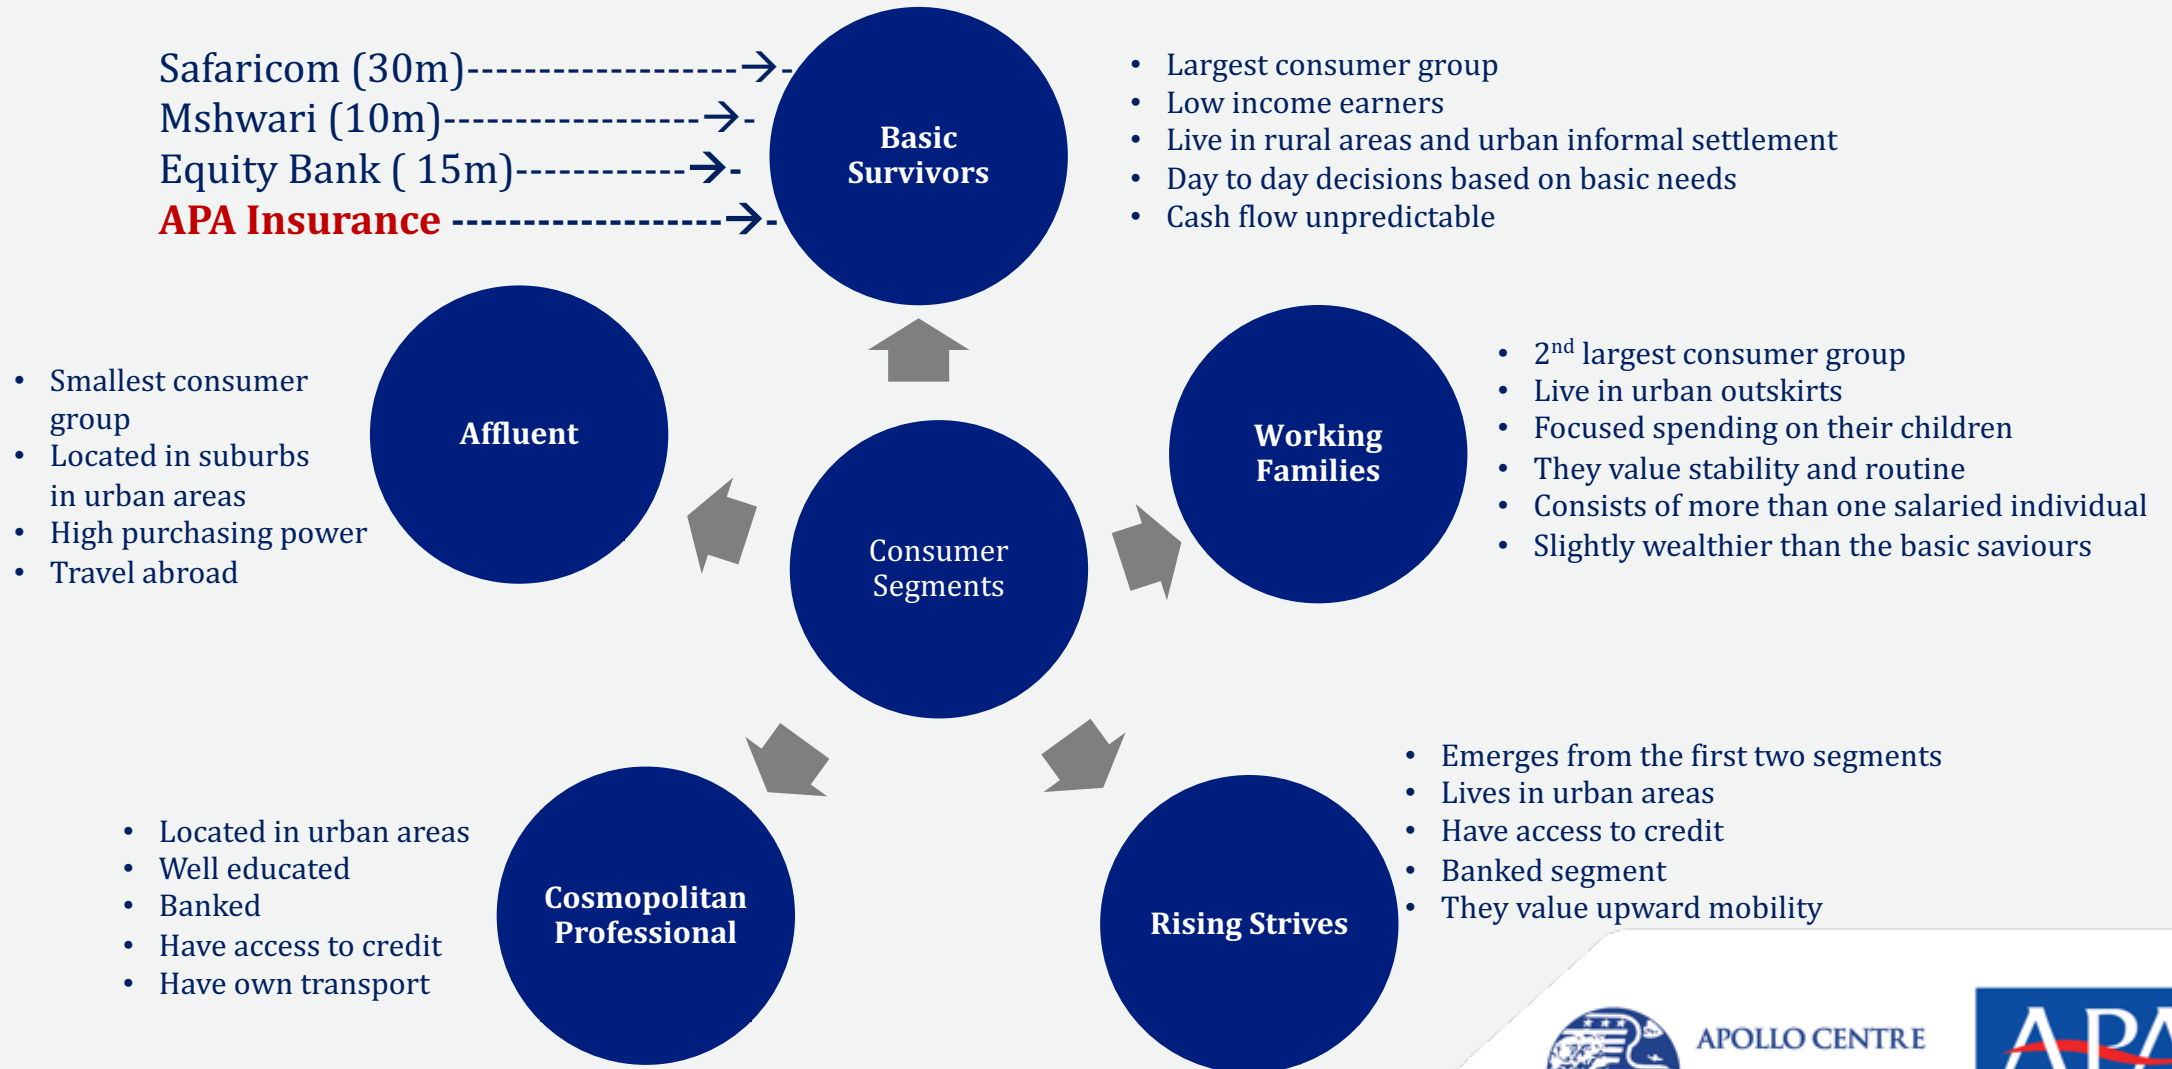 Safaricom (30m)-------------------→-
Mshwari (10m)------------------→-
Equity Bank ( 15m)------------→-
APA Insurance -------------------→-
Basic
Survivors
• Largest consumer group
• Low income earners
• Live in rural areas and urban informal settlement
• Day to day decisions based on basic needs
• Cash flow unpredictable
• Smallest consumer
group
• Located in suburbs
in urban areas
• High purchasing power
• Travel abroad
Affluent
Consumer
Segments
Working
Families
• 2nd largest consumer group
• Live in urban outskirts
• Focused spending on their children
• They value stability and routine
• Consists of more than one salaried individual
• Slightly wealthier than the basic saviours
• Located in urban areas
• Well educated
• Banked
• Have access to credit
• Have own transport
Cosmopolitan
Professional
Rising Strives
• Emerges from the first two segments
• Lives in urban areas
• Have access to credit
• Banked segment
• They value upward mobility
APOLLO CENTRE
APA